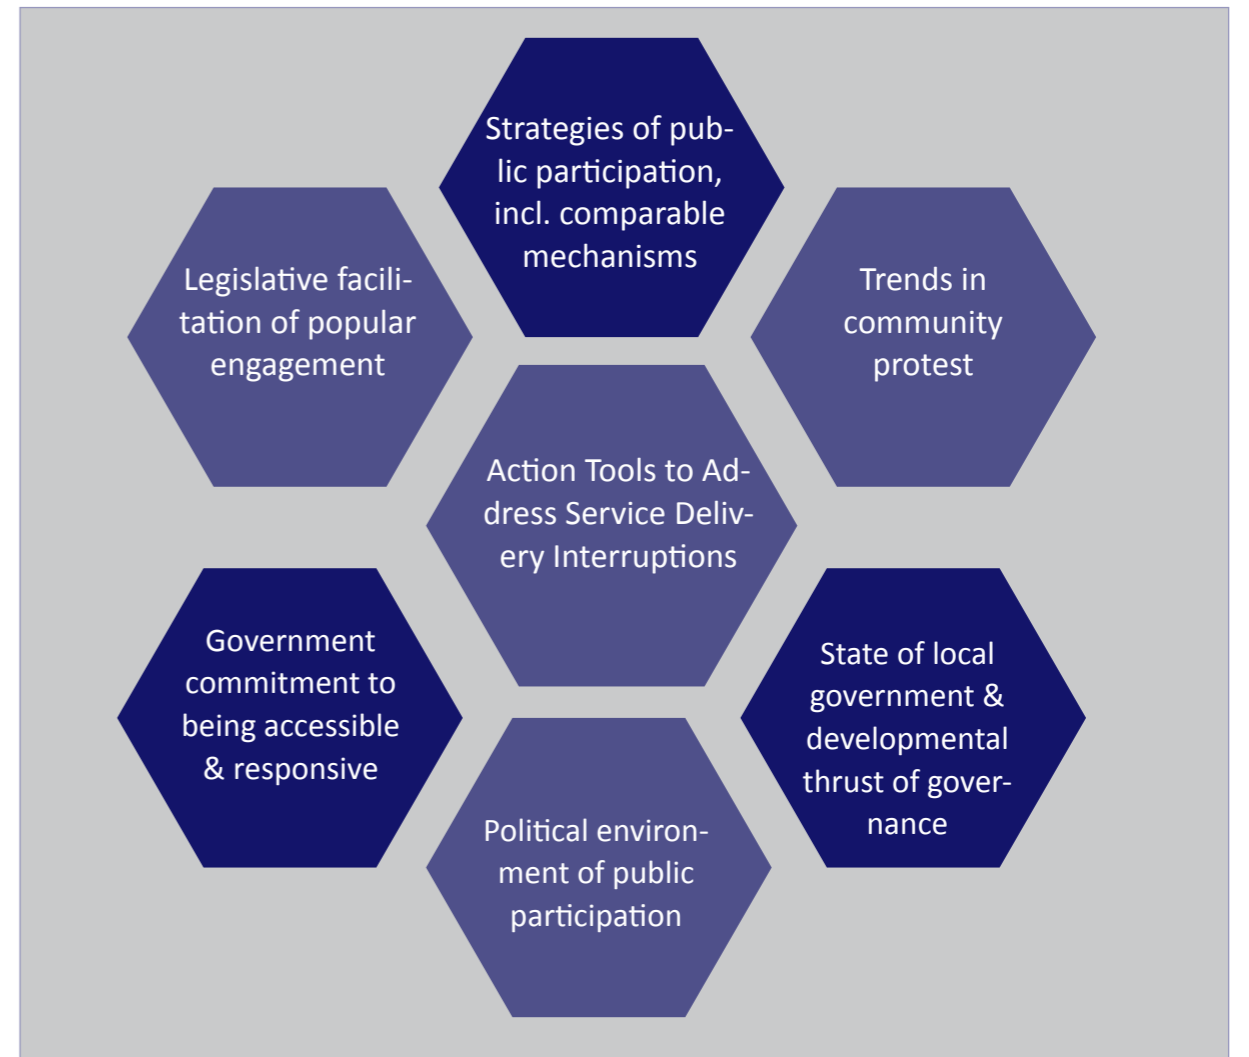 Strategies of pub-
lic participation,
incl. comparable
mechanisms
Legislative facili-
tation of popular
engagement
Trends in
community
protest
Action Tools to Ad-
dress Service Deliv-
ery Interruptions
Government
commitment to
being accessible
& responsive
State of local
government &
developmental
thrust of gover-
nance
Political environ-
ment of public
participation